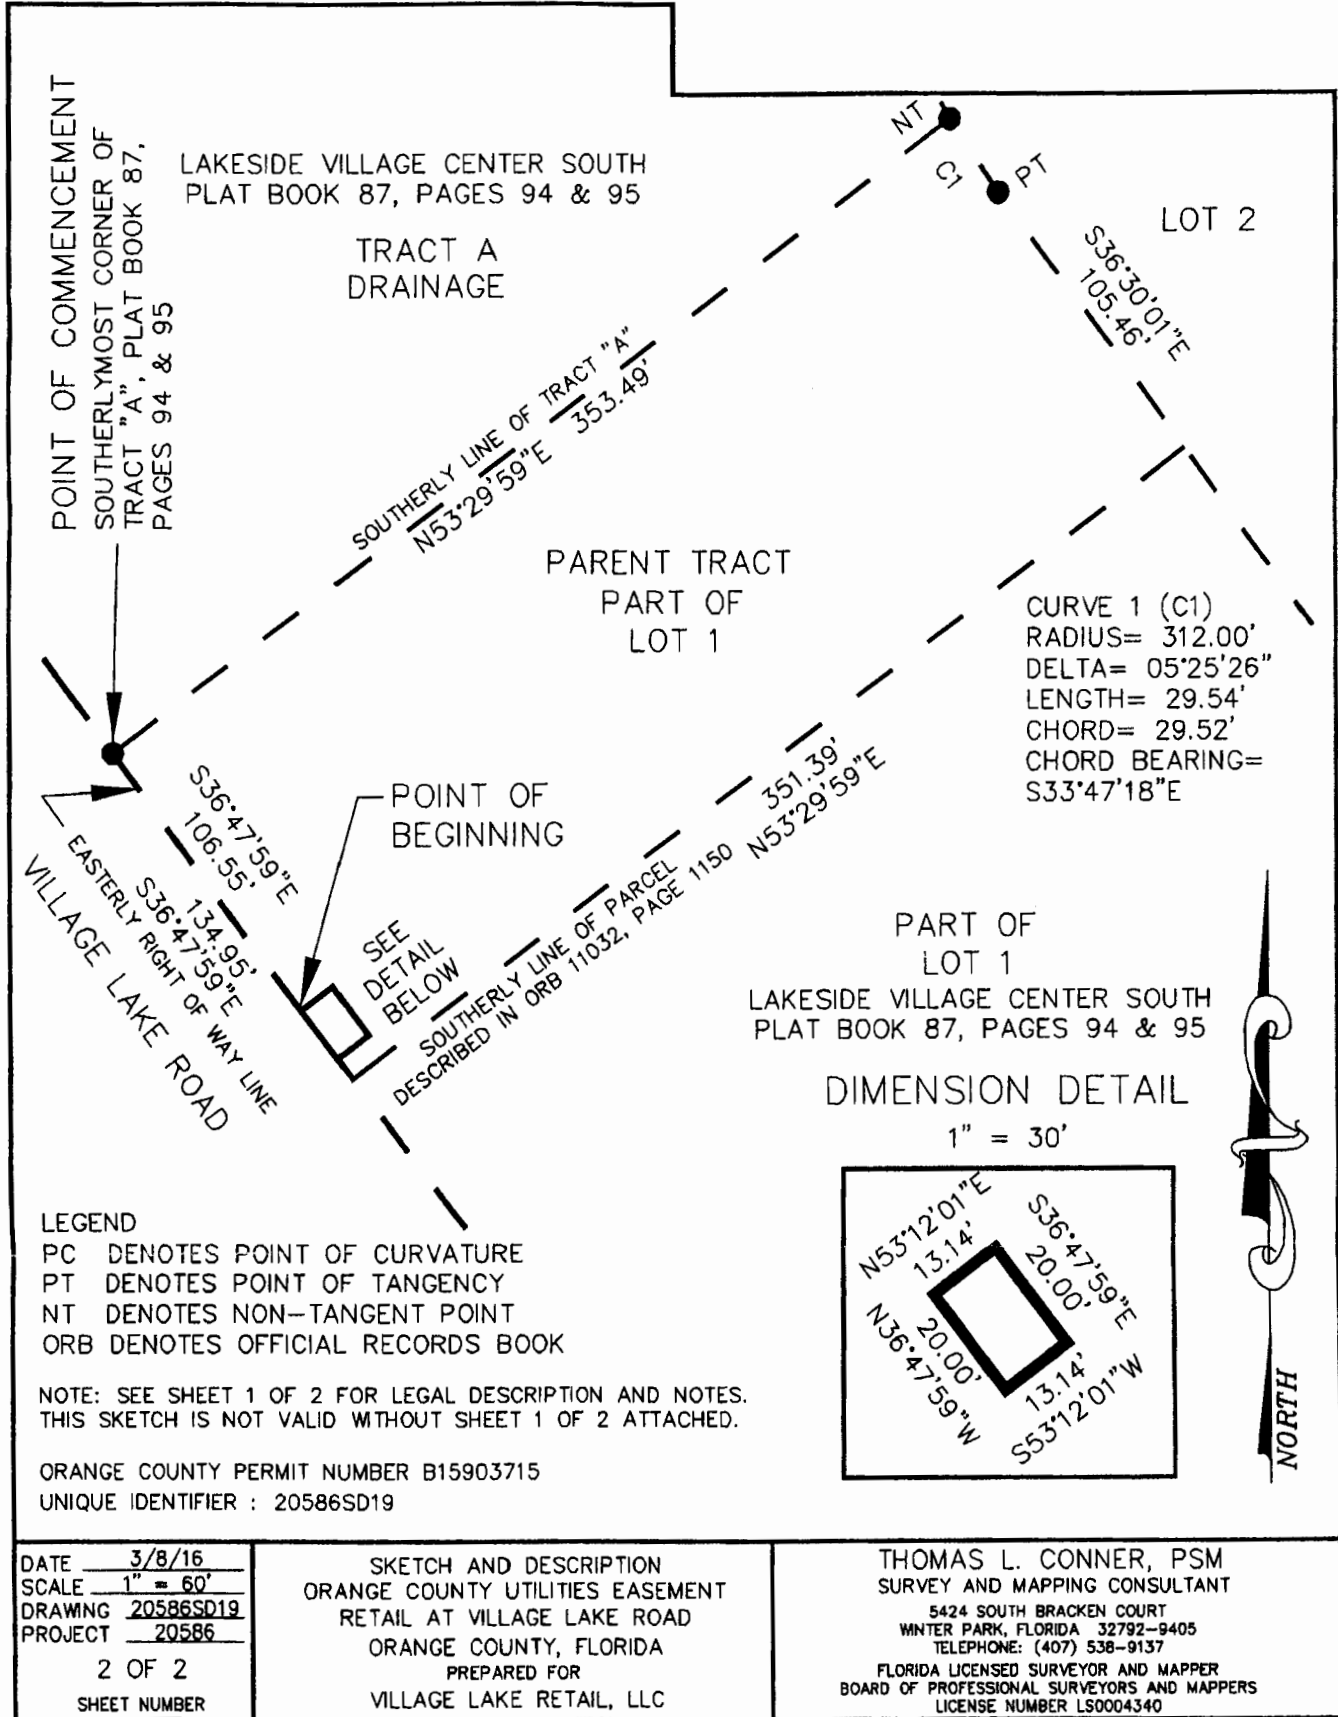 POINT OF COMMENCEMENT
SOUTHERLYMOST CORNER OF
TRACT "A", PLAT BOOK 87,
PAGES 94 & 95
LAKESIDE VILLAGE CENTER SOUTH
PLAT BOOK 87, PAGES 94 & 95
TRACT A
DRAINAGE
NT
C1
PT
LOT 2
S36°30'01"E
105.46'
SOUTHERLY LINE OF TRACT "A"
N53°29'59"E 353.49'
PARENT TRACT
PART OF
LOT 1
CURVE 1 (C1)
RADIUS= 312.00'
DELTA= 05°25'26"
LENGTH= 29.54'
CHORD= 29.52'
CHORD BEARING=
S33°47'18"E
S36°47'59"E
106.55'
134.95'
S36°47'59"E
EASTERLY RIGHT OF WAY LINE
VILLAGE LAKE ROAD
POINT OF
BEGINNING
SEE
DETAIL
BELOW
351.39'
N53°29'59"E
SOUTHERLY LINE OF PARCEL
DESCRIBED IN ORB 11032, PAGE 1150
PART OF
LOT 1
LAKESIDE VILLAGE CENTER SOUTH
PLAT BOOK 87, PAGES 94 & 95
DIMENSION DETAIL
1" = 30'
N53°12'01"E
13.14'
S36°47'59"E
20.00'
20.00'
N36°47'59"W
13.14'
S53°12'01"W
NORTH
LEGEND
PC DENOTES POINT OF CURVATURE
PT DENOTES POINT OF TANGENCY
NT DENOTES NON-TANGENT POINT
ORB DENOTES OFFICIAL RECORDS BOOK
NOTE: SEE SHEET 1 OF 2 FOR LEGAL DESCRIPTION AND NOTES.
THIS SKETCH IS NOT VALID WITHOUT SHEET 1 OF 2 ATTACHED.
ORANGE COUNTY PERMIT NUMBER B15903715
UNIQUE IDENTIFIER : 20586SD19
DATE 3/8/16
SCALE 1" = 60'
DRAWING 20586SD19
PROJECT 20586
2 OF 2
SHEET NUMBER
SKETCH AND DESCRIPTION
ORANGE COUNTY UTILITIES EASEMENT
RETAIL AT VILLAGE LAKE ROAD
ORANGE COUNTY, FLORIDA
PREPARED FOR
VILLAGE LAKE RETAIL, LLC
THOMAS L. CONNER, PSM
SURVEY AND MAPPING CONSULTANT
5424 SOUTH BRACKEN COURT
WINTER PARK, FLORIDA 32792-9405
TELEPHONE: (407) 538-9137
FLORIDA LICENSED SURVEYOR AND MAPPER
BOARD OF PROFESSIONAL SURVEYORS AND MAPPERS
LICENSE NUMBER LS0004340